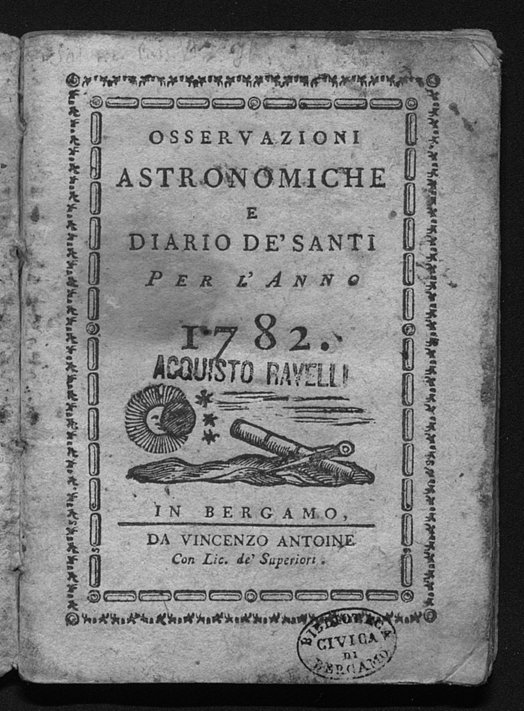 OSSERVAZIONI
ASTRONOMICHE
E
DIARIO DE' SANTI
PER L'ANNO
1782.
ACQUISTO RAVELLI
IN BERGAMO,
DA VINCENZO ANTOINE
Con Lic. de' Superiori.
BIBLIOTECA
CIVICA
DI
BERGAMO